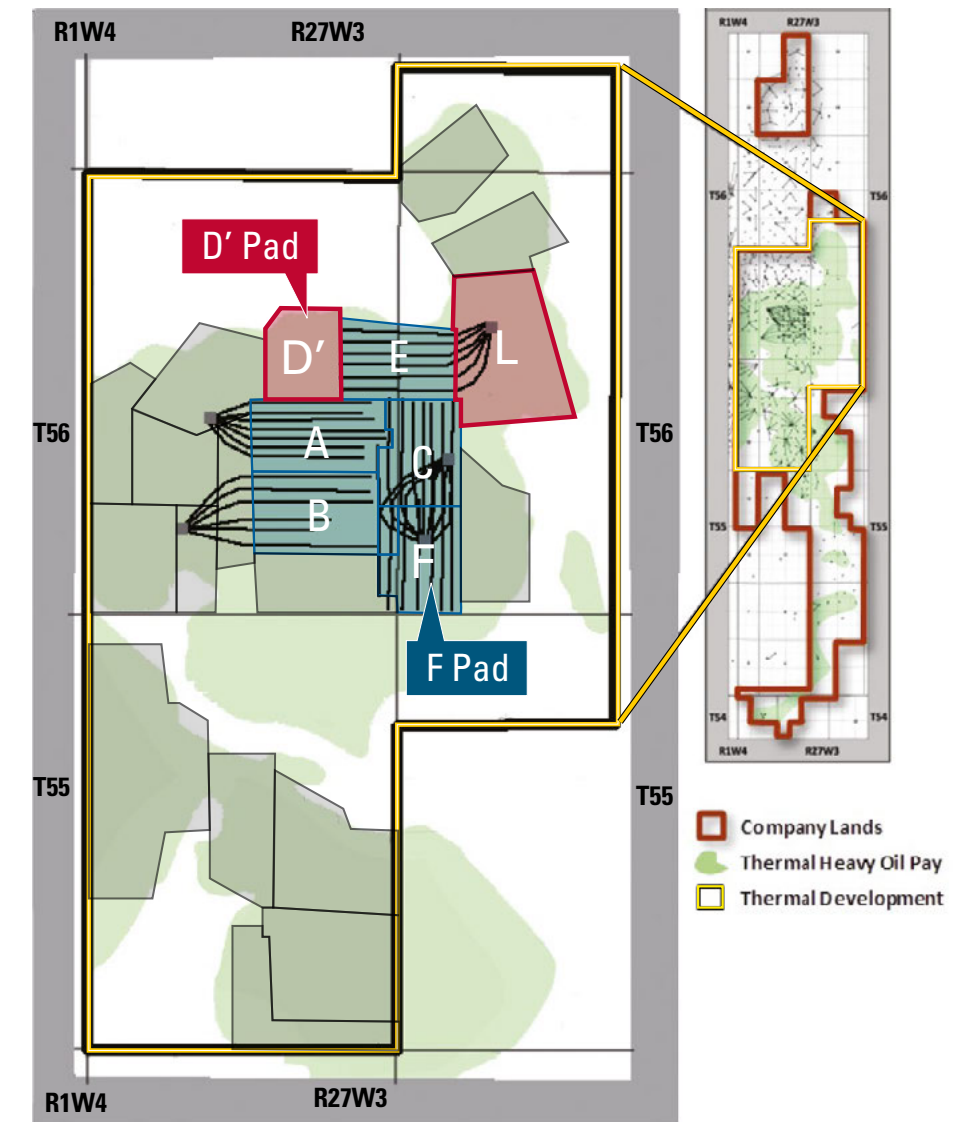 R1W4
R27W3
D′ Pad
D′
E
L
T56
A
C
T56
B
F
F Pad
T55
T55
R1W4
R27W3
R1W4
R27W3
T56
T56
T55
T55
T54
T54
R1W4
R27W3
Company Lands
Thermal Heavy Oil Pay
Thermal Development